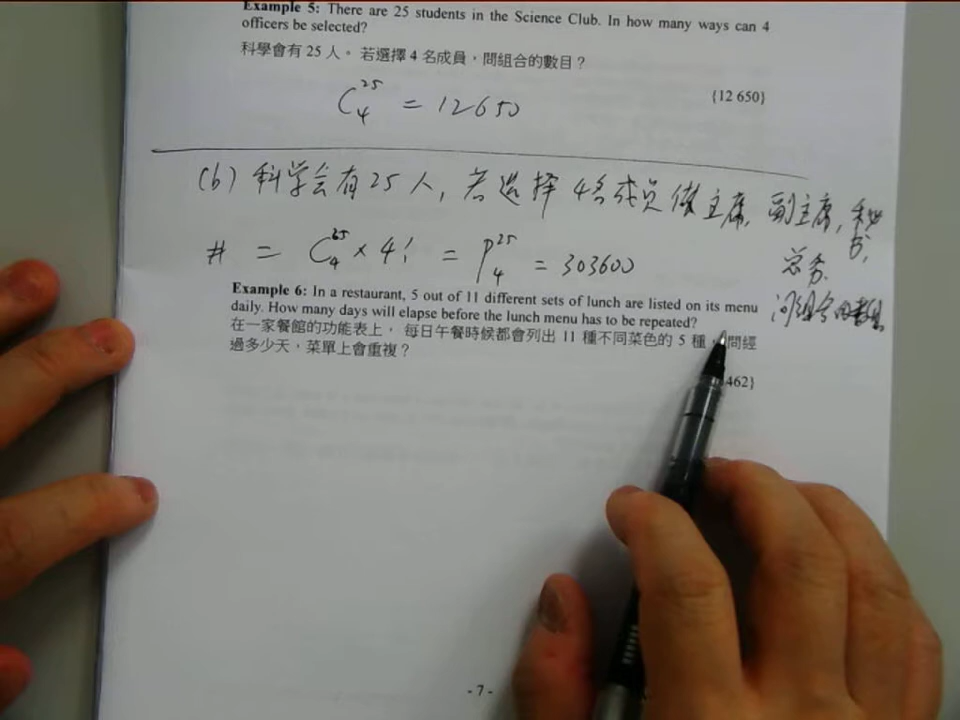 Example 5: There are 25 students in the Science Club. In how many ways can 4
officers be selected?
科學會有 25 人。 若選擇 4 名成員，問組合的數目？
{12 650}
C₄²⁵ = 12650
(b) 科学会有25人, 若选择 4名成员做主席, 副主席, 秘
书,
总务.
问组合的数目
# = C₄²⁵ × 4! = P₄²⁵ = 303600
Example 6: In a restaurant, 5 out of 11 different sets of lunch are listed on its menu
daily. How many days will elapse before the lunch menu has to be repeated?
在一家餐館的功能表上， 每日午餐時候都會列出 11 種不同菜色的 5 種，問經
過多少天，菜單上會重複？
462}
- 7 -